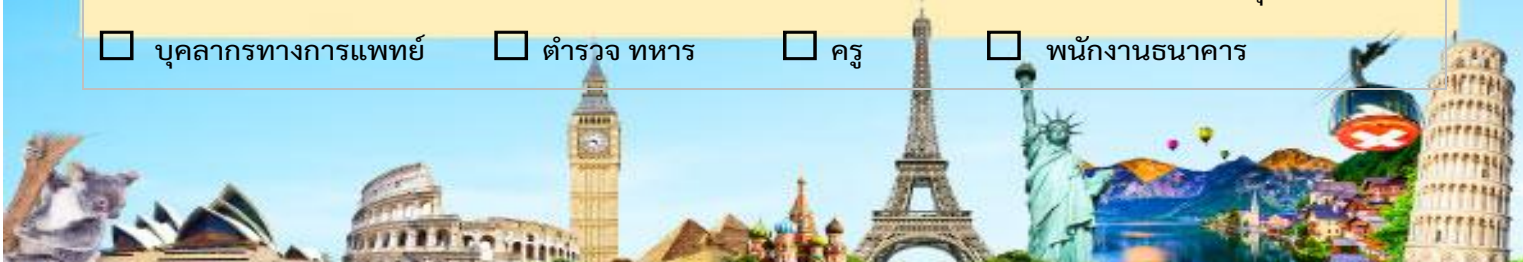 ☐ บุคลากรทางการแพทย์ ☐ ตำรวจ ทหาร ☐ ครู ☐ พนักงานธนาคาร